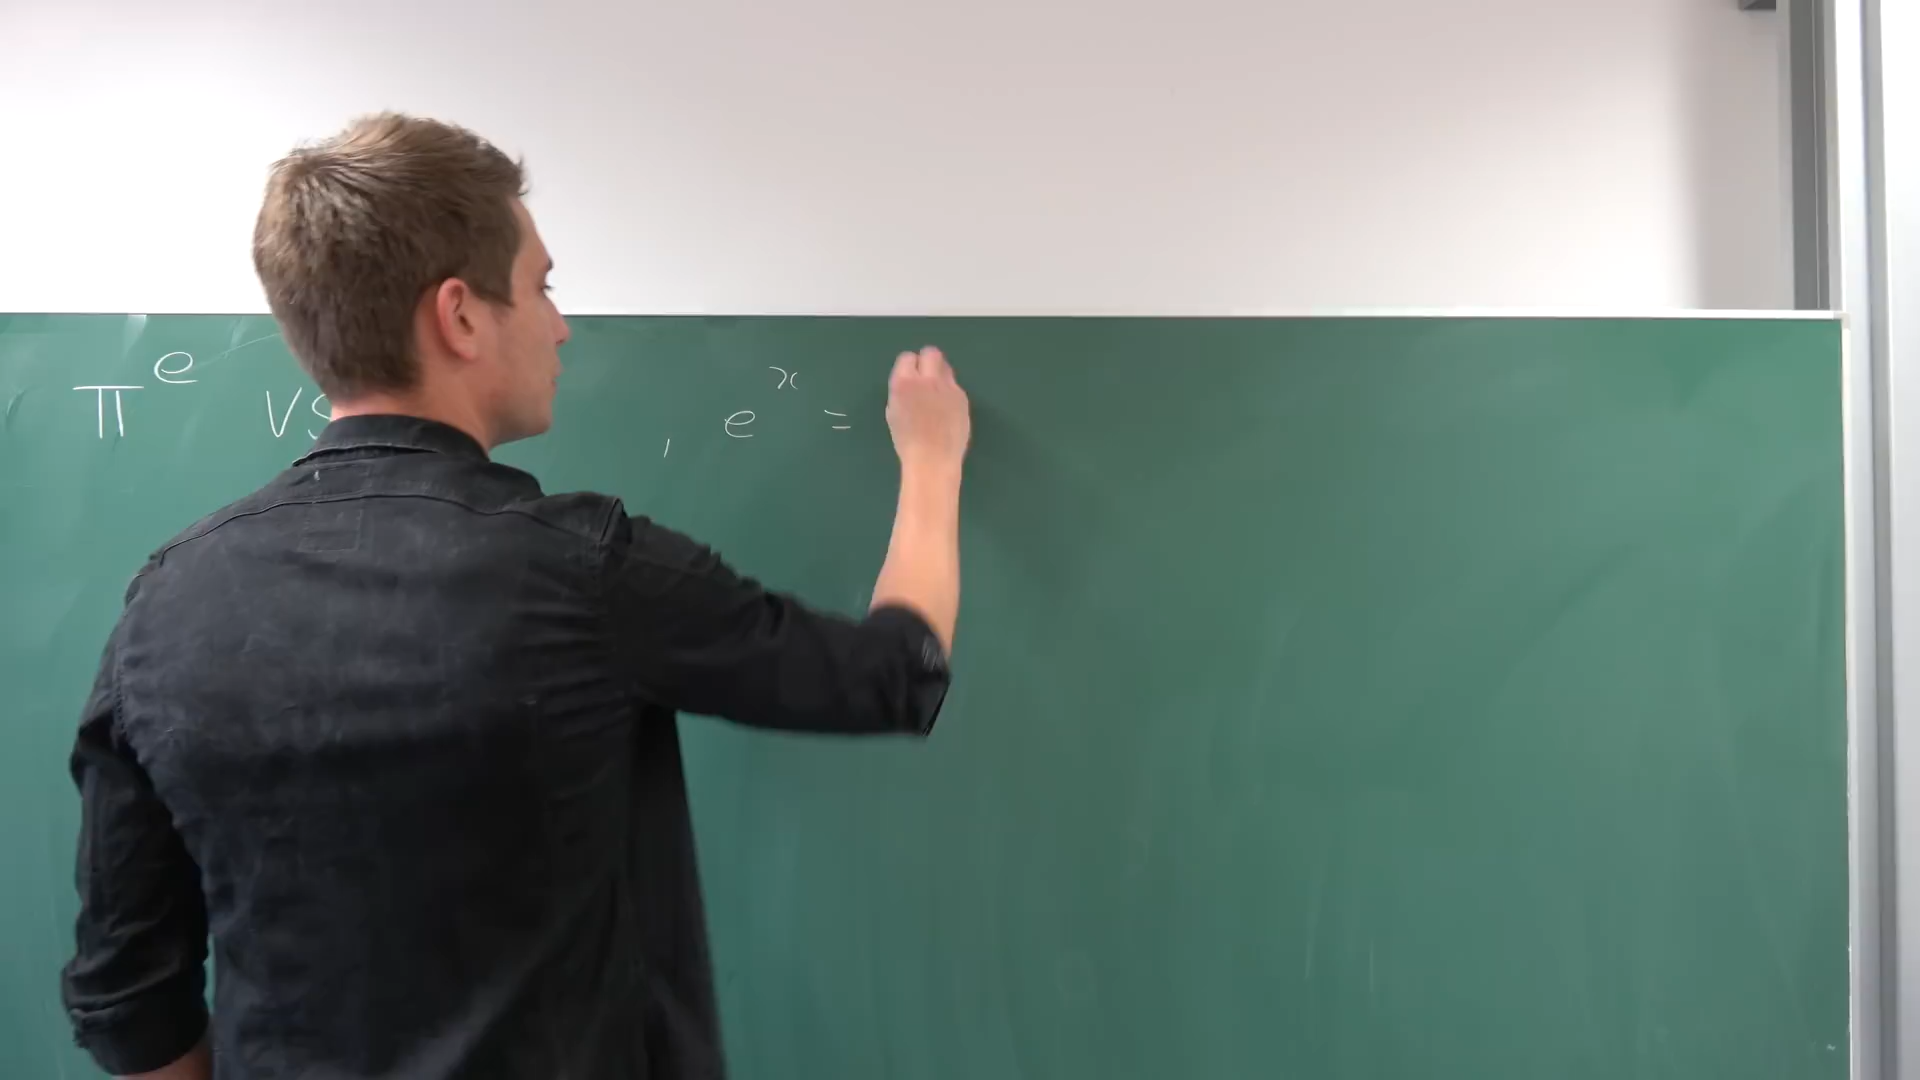 π^e vs , e^x =